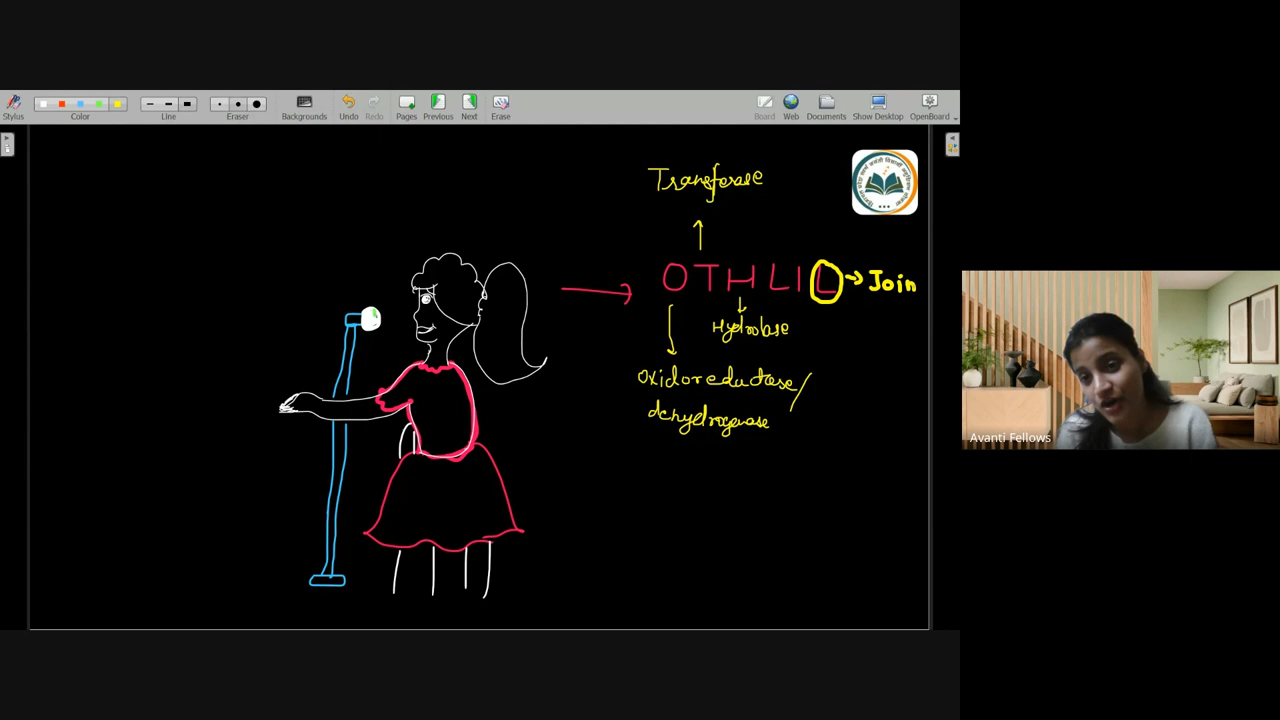 Stylus
Color
Line
Eraser
Backgrounds
Undo
Redo
Pages
Previous
Next
Erase
Board
Web
Documents
Show Desktop
OpenBoard
Transferase
OTHLIL → Join
Hydrolase
Oxidoreductase/
dehydrogenase
Avanti Fellows